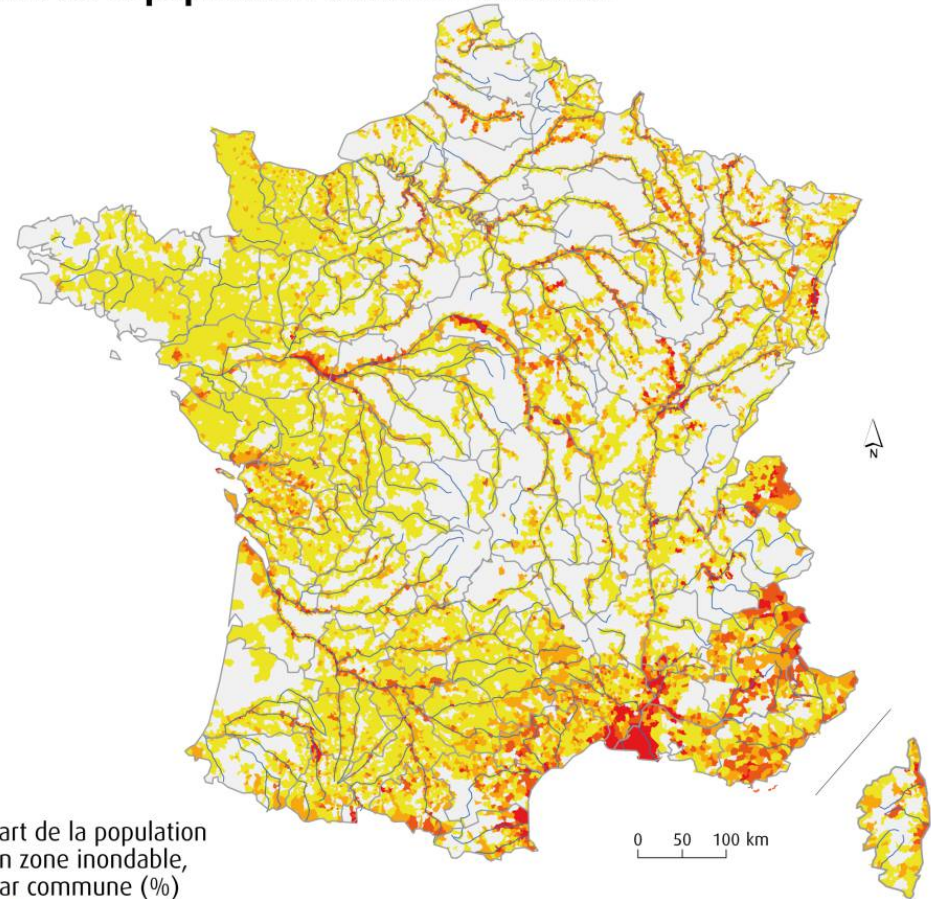 art de la population
n zone inondable,
ar commune (%)
N
0 50 100 km